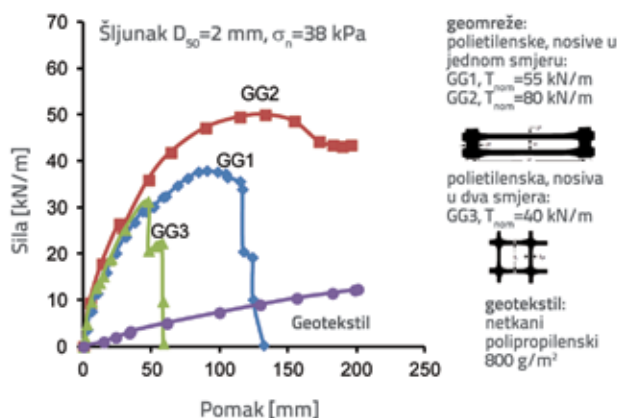 Šljunak D₅₀=2 mm, σₙ=38 kPa
Sila [kN/m]
60
50
40
30
20
10
0
GG2
GG1
GG3
Geotekstil
0 50 100 150 200 250
Pomak [mm]
geomreže:
polietilenske, nosive u
jednom smjeru:
GG1, Tnom=55 kN/m
GG2, Tnom=80 kN/m
polietilenska, nosiva
u dva smjera:
GG3, Tnom=40 kN/m
geotekstil:
netkani
polipropilenski
800 g/m²